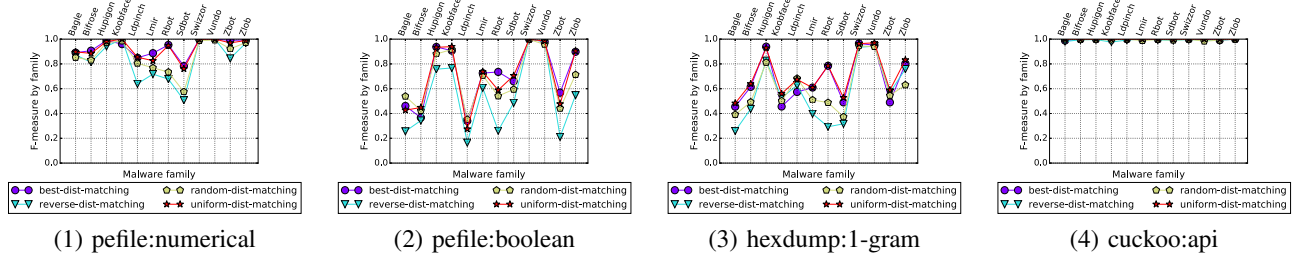 Bagle Bifrose Hupigon Koobface Ldpinch Lmir Rbot Sdbot Swizzor Vundo Zbot Zlob
1.0
0.8
0.6
0.4
0.2
0.0
F-measure by family
Malware family
best-dist-matching random-dist-matching
reverse-dist-matching uniform-dist-matching
(1) pefile:numerical
Bagle Bifrose Hupigon Koobface Ldpinch Lmir Rbot Sdbot Swizzor Vundo Zbot Zlob
1.0
0.8
0.6
0.4
0.2
0.0
F-measure by family
Malware family
best-dist-matching random-dist-matching
reverse-dist-matching uniform-dist-matching
(2) pefile:boolean
Bagle Bifrose Hupigon Koobface Ldpinch Lmir Rbot Sdbot Swizzor Vundo Zbot Zlob
1.0
0.8
0.6
0.4
0.2
0.0
F-measure by family
Malware family
best-dist-matching random-dist-matching
reverse-dist-matching uniform-dist-matching
(3) hexdump:1-gram
Bagle Bifrose Hupigon Koobface Ldpinch Lmir Rbot Sdbot Swizzor Vundo Zbot Zlob
1.0
0.8
0.6
0.4
0.2
0.0
F-measure by family
Malware family
best-dist-matching random-dist-matching
reverse-dist-matching uniform-dist-matching
(4) cuckoo:api